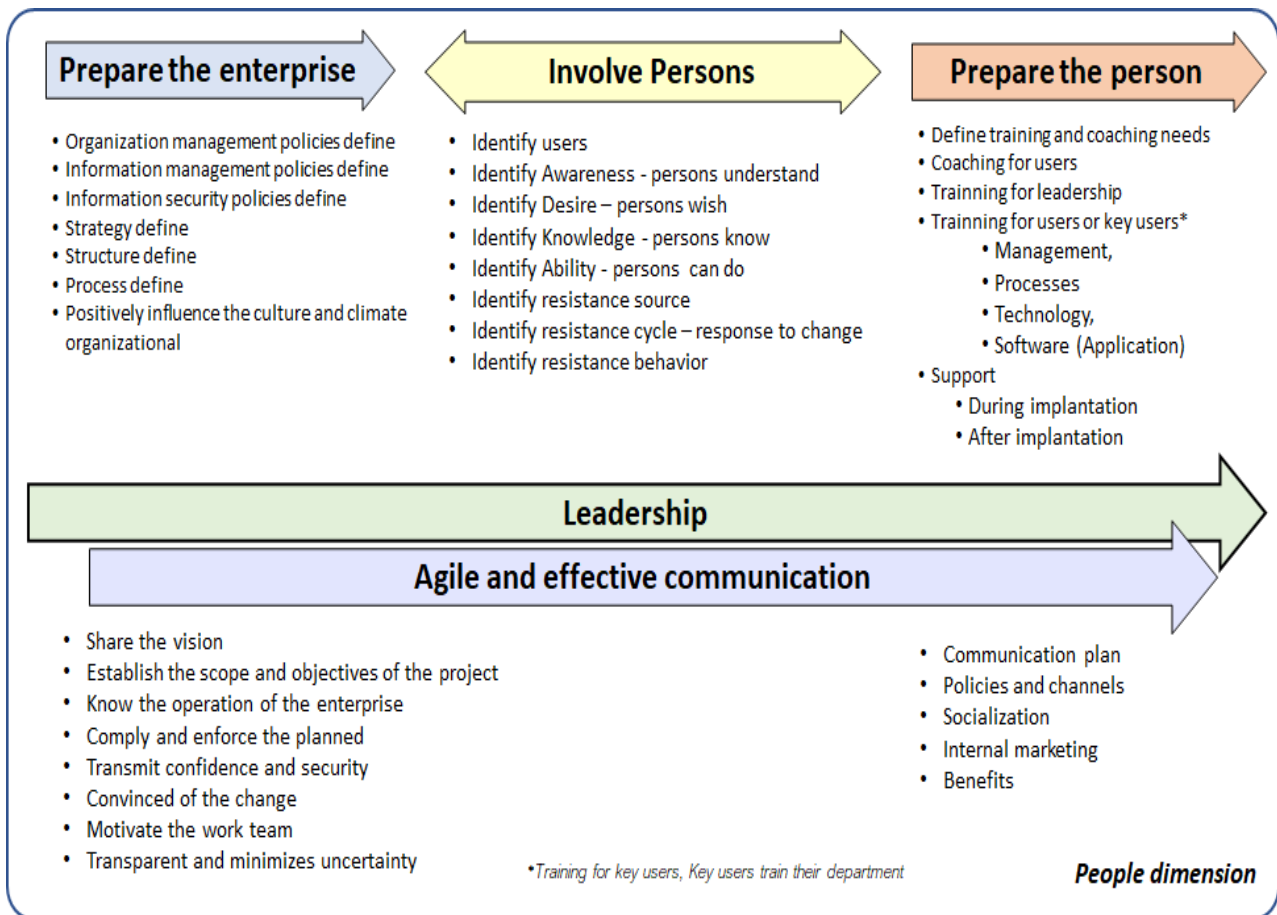 Prepare the enterprise
• Organization management policies define
• Information management policies define
• Information security policies define
• Strategy define
• Structure define
• Process define
• Positively influence the culture and climate
organizational
Involve Persons
• Identify users
• Identify Awareness - persons understand
• Identify Desire – persons wish
• Identify Knowledge - persons know
• Identify Ability - persons can do
• Identify resistance source
• Identify resistance cycle – response to change
• Identify resistance behavior
Prepare the person
• Define training and coaching needs
• Coaching for users
• Trainning for leadership
• Trainning for users or key users*
• Management,
• Processes
• Technology,
• Software (Application)
• Support
• During implantation
• After implantation
Leadership
Agile and effective communication
• Share the vision
• Establish the scope and objectives of the project
• Know the operation of the enterprise
• Comply and enforce the planned
• Transmit confidence and security
• Convinced of the change
• Motivate the work team
• Transparent and minimizes uncertainty
• Communication plan
• Policies and channels
• Socialization
• Internal marketing
• Benefits
*Training for key users, Key users train their department
People dimension